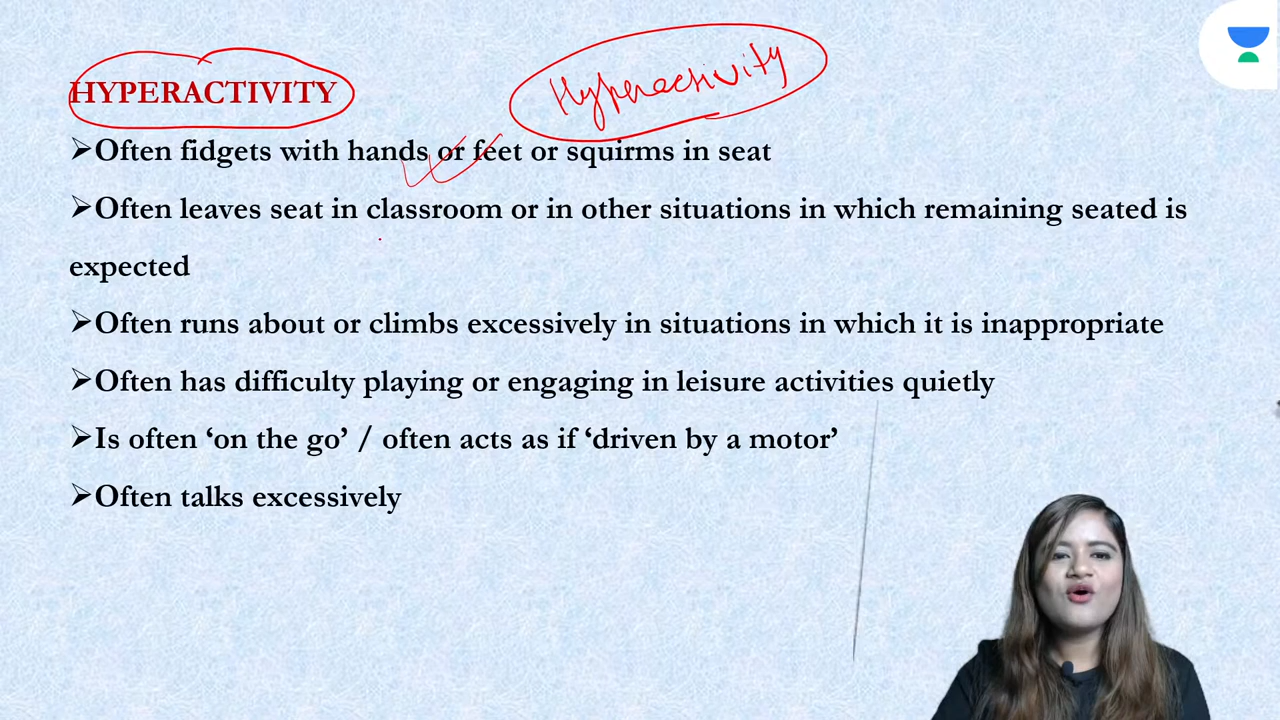 HYPERACTIVITY
Hyperactivity
➢Often fidgets with hands or feet or squirms in seat
➢Often leaves seat in classroom or in other situations in which remaining seated is
expected
➢Often runs about or climbs excessively in situations in which it is inappropriate
➢Often has difficulty playing or engaging in leisure activities quietly
➢Is often ‘on the go’ / often acts as if ‘driven by a motor’
➢Often talks excessively